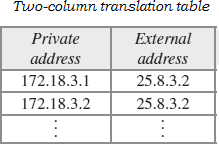 Two-column translation table
Private address External address
172.18.3.1 25.8.3.2
172.18.3.2 25.8.3.2
⋮ ⋮